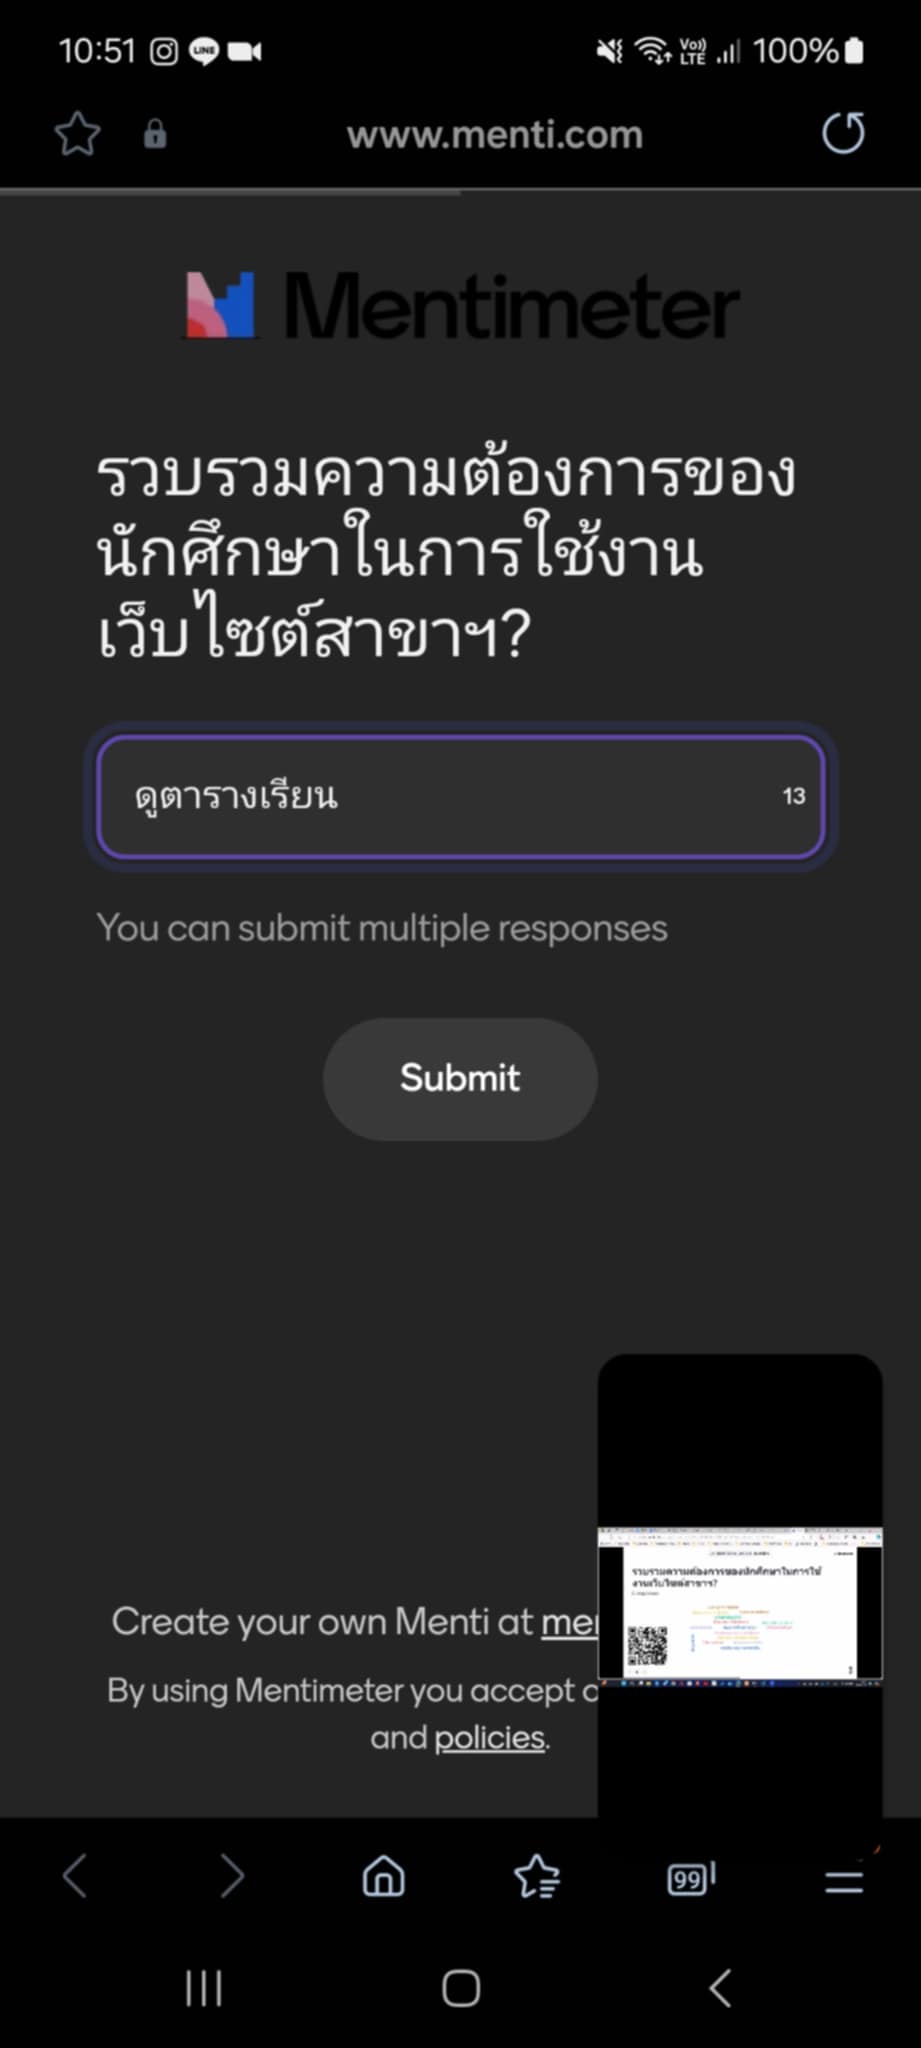 10:51
LINE
Vo))
LTE
100%
www.menti.com
Mentimeter
รวบรวมความต้องการของ
นักศึกษาในการใช้งาน
เว็บไซต์สาขาฯ?
ดูตารางเรียน
13
You can submit multiple responses
Submit
รวบรวมความต้องการของนักศึกษาในการใช้
งานเว็บไซต์สาขาฯ?
Create your own Menti at
By using Mentimeter you accept
and policies.
99